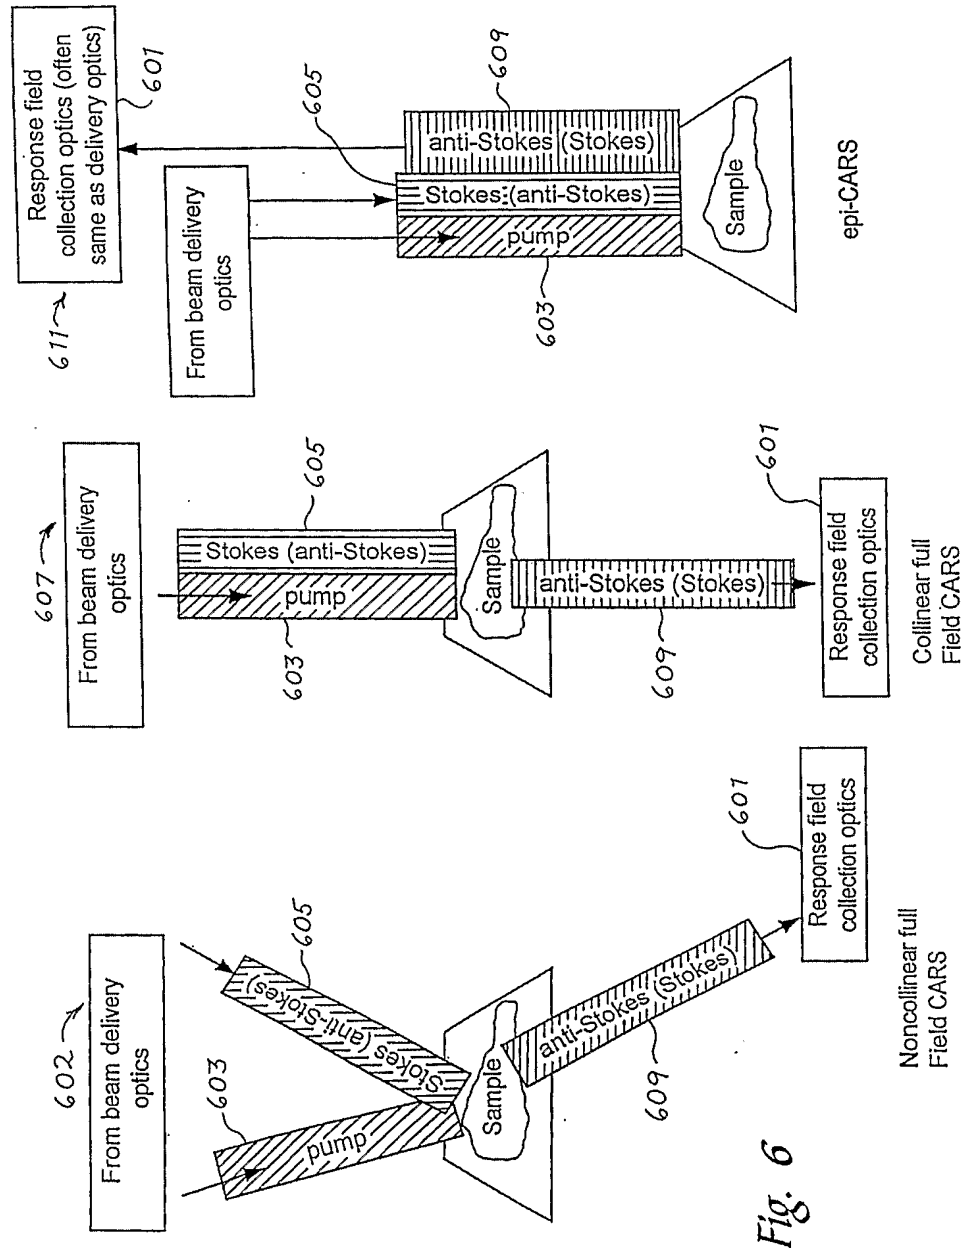 602
From beam delivery
optics
603
605
pump
Stokes (anti-Stokes)
Sample
anti-Stokes (Stokes)
609
601
Response field
collection optics
Noncollinear full
Field CARS
607
From beam delivery
optics
Stokes (anti-Stokes)
605
pump
603
Sample
anti-Stokes (Stokes)
609
601
Response field
collection optics
Collinear full
Field CARS
611
Response field
collection optics (often
same as delivery optics)
601
From beam delivery
optics
605
609
anti-Stokes (Stokes)
Stokes (anti-Stokes)
pump
603
Sample
epi-CARS
Fig. 6